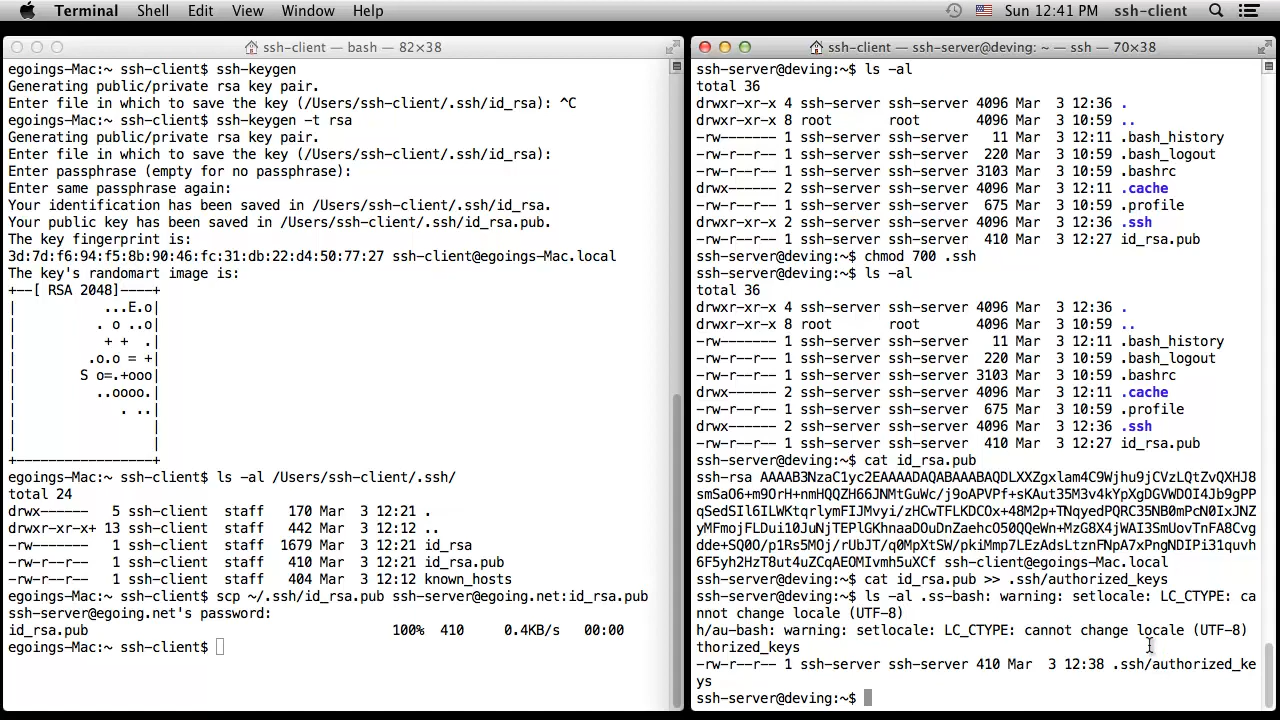 Terminal Shell Edit View Window Help Sun 12:41 PM ssh-client
ssh-client — bash — 82×38
egoings-Mac:~ ssh-client$ ssh-keygen
Generating public/private rsa key pair.
Enter file in which to save the key (/Users/ssh-client/.ssh/id_rsa): ^C
egoings-Mac:~ ssh-client$ ssh-keygen -t rsa
Generating public/private rsa key pair.
Enter file in which to save the key (/Users/ssh-client/.ssh/id_rsa):
Enter passphrase (empty for no passphrase):
Enter same passphrase again:
Your identification has been saved in /Users/ssh-client/.ssh/id_rsa.
Your public key has been saved in /Users/ssh-client/.ssh/id_rsa.pub.
The key fingerprint is:
3d:7d:f6:94:f5:8b:90:46:fc:31:db:22:d4:50:77:27 ssh-client@egoings-Mac.local
The key's randomart image is:
+--[ RSA 2048]----+
|           ...E.o|
|          . o ..o|
|           + +  .|
|         .o.o = +|
|        S o=.+ooo|
|          ..oooo.|
|             . ..|
|                 |
|                 |
+-----------------+
egoings-Mac:~ ssh-client$ ls -al /Users/ssh-client/.ssh/
total 24
drwx------   5 ssh-client  staff   170 Mar  3 12:21 .
drwxr-xr-x+ 13 ssh-client  staff   442 Mar  3 12:12 ..
-rw-------   1 ssh-client  staff  1679 Mar  3 12:21 id_rsa
-rw-r--r--   1 ssh-client  staff   410 Mar  3 12:21 id_rsa.pub
-rw-r--r--   1 ssh-client  staff   404 Mar  3 12:12 known_hosts
egoings-Mac:~ ssh-client$ scp ~/.ssh/id_rsa.pub ssh-server@egoing.net:id_rsa.pub
ssh-server@egoing.net's password:
id_rsa.pub                                      100%  410     0.4KB/s   00:00
egoings-Mac:~ ssh-client$
ssh-client — ssh-server@deving: ~ — ssh — 70×38
ssh-server@deving:~$ ls -al
total 36
drwxr-xr-x 4 ssh-server ssh-server 4096 Mar  3 12:36 .
drwxr-xr-x 8 root       root       4096 Mar  3 10:59 ..
-rw------- 1 ssh-server ssh-server   11 Mar  3 12:11 .bash_history
-rw-r--r-- 1 ssh-server ssh-server  220 Mar  3 10:59 .bash_logout
-rw-r--r-- 1 ssh-server ssh-server 3103 Mar  3 10:59 .bashrc
drwx------ 2 ssh-server ssh-server 4096 Mar  3 12:11 .cache
-rw-r--r-- 1 ssh-server ssh-server  675 Mar  3 10:59 .profile
drwxr-xr-x 2 ssh-server ssh-server 4096 Mar  3 12:36 .ssh
-rw-r--r-- 1 ssh-server ssh-server  410 Mar  3 12:27 id_rsa.pub
ssh-server@deving:~$ chmod 700 .ssh
ssh-server@deving:~$ ls -al
total 36
drwxr-xr-x 4 ssh-server ssh-server 4096 Mar  3 12:36 .
drwxr-xr-x 8 root       root       4096 Mar  3 10:59 ..
-rw------- 1 ssh-server ssh-server   11 Mar  3 12:11 .bash_history
-rw-r--r-- 1 ssh-server ssh-server  220 Mar  3 10:59 .bash_logout
-rw-r--r-- 1 ssh-server ssh-server 3103 Mar  3 10:59 .bashrc
drwx------ 2 ssh-server ssh-server 4096 Mar  3 12:11 .cache
-rw-r--r-- 1 ssh-server ssh-server  675 Mar  3 10:59 .profile
drwx------ 2 ssh-server ssh-server 4096 Mar  3 12:36 .ssh
-rw-r--r-- 1 ssh-server ssh-server  410 Mar  3 12:27 id_rsa.pub
ssh-server@deving:~$ cat id_rsa.pub
ssh-rsa AAAAB3NzaC1yc2EAAAADAQABAAABAQDLXXZgxlam4C9Wjhu9jCVzLQtZvQXHJ8
smSaO6+m9OrH+nmHQQZH66JNMtGuWc/j9oAPVPf+sKAut35M3v4kYpXgDGVWDOI4Jb9gPP
qSedSIl6ILWKtqrlymFIJMvyi/zHCwTFLKDCOx+48M2p+TNqyedPQRC35NB0mPcN0IxJNZ
yMFmojFLDui10JuNjTEPlGKhnaaDOuDnZaehcO50QQeWn+MzG8X4jWAI3SmUovTnFA8Cvg
dde+SQ0O/p1Rs5MOj/rUbJT/q0MpXtSW/pkiMmp7LEzAdsLtznFNpA7xPngNDIPi31quvh
6F5yh2HzT8ut4uZCqAEOMIvmh5uXCf ssh-client@egoings-Mac.local
ssh-server@deving:~$ cat id_rsa.pub >> .ssh/authorized_keys
ssh-server@deving:~$ ls -al .ss-bash: warning: setlocale: LC_CTYPE: ca
nnot change locale (UTF-8)
h/au-bash: warning: setlocale: LC_CTYPE: cannot change locale (UTF-8)
thorized_keys
-rw-r--r-- 1 ssh-server ssh-server 410 Mar  3 12:38 .ssh/authorized_ke
ys
ssh-server@deving:~$